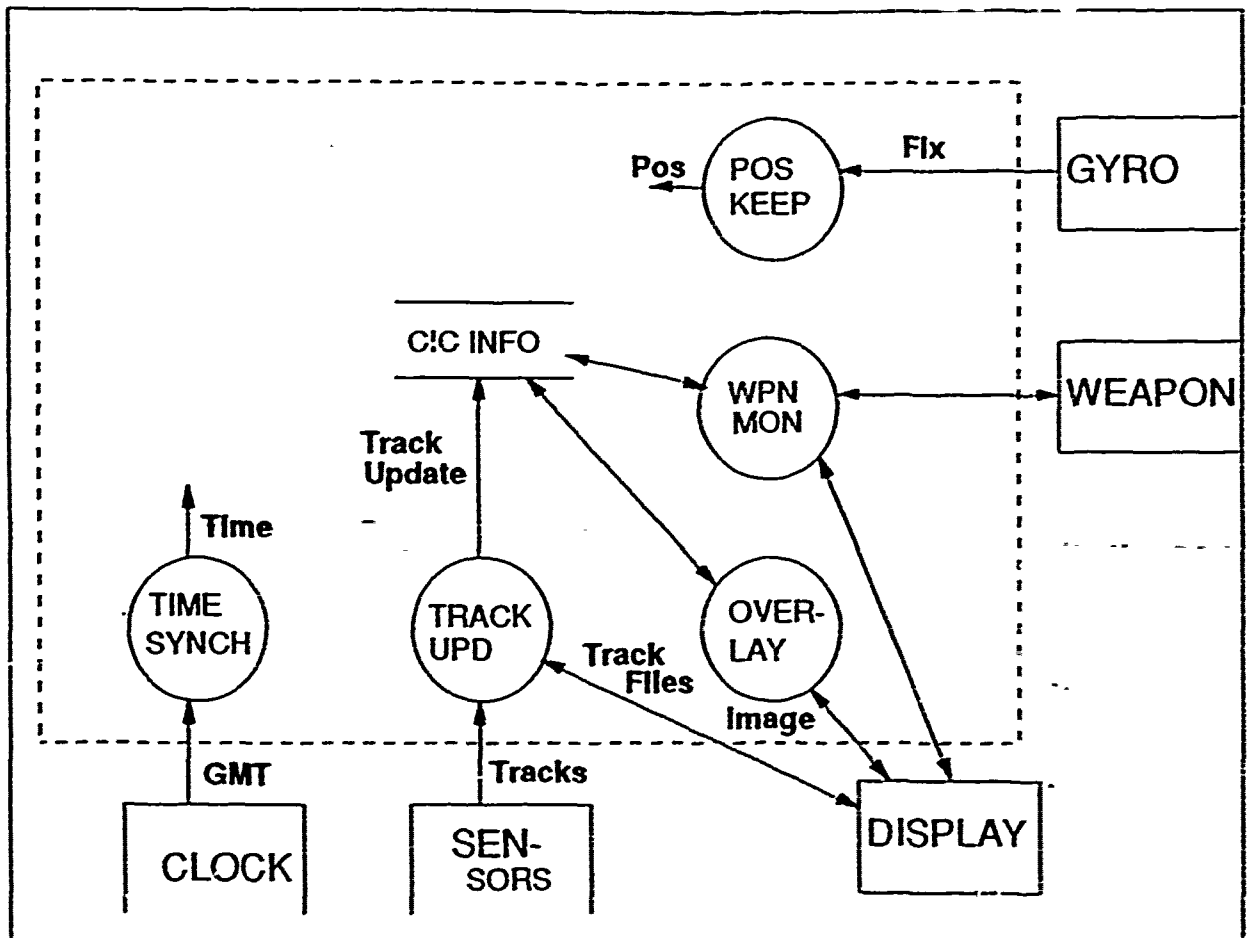 POS
KEEP
Fix
GYRO
Pos
C!C INFO
WPN
MON
WEAPON
Track
Update
Time
TIME
SYNCH
TRACK
UPD
OVER-
LAY
Track
Files
Image
GMT
Tracks
CLOCK
SEN-
SORS
DISPLAY